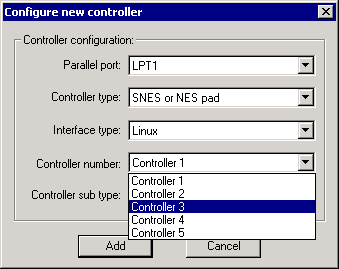 Configure new controller
Controller configuration:
Parallel port: LPT1
Controller type: SNES or NES pad
Interface type: Linux
Controller number: Controller 1
Controller 1
Controller 2
Controller sub type: Controller 3
Controller 4
Controller 5
Add Cancel